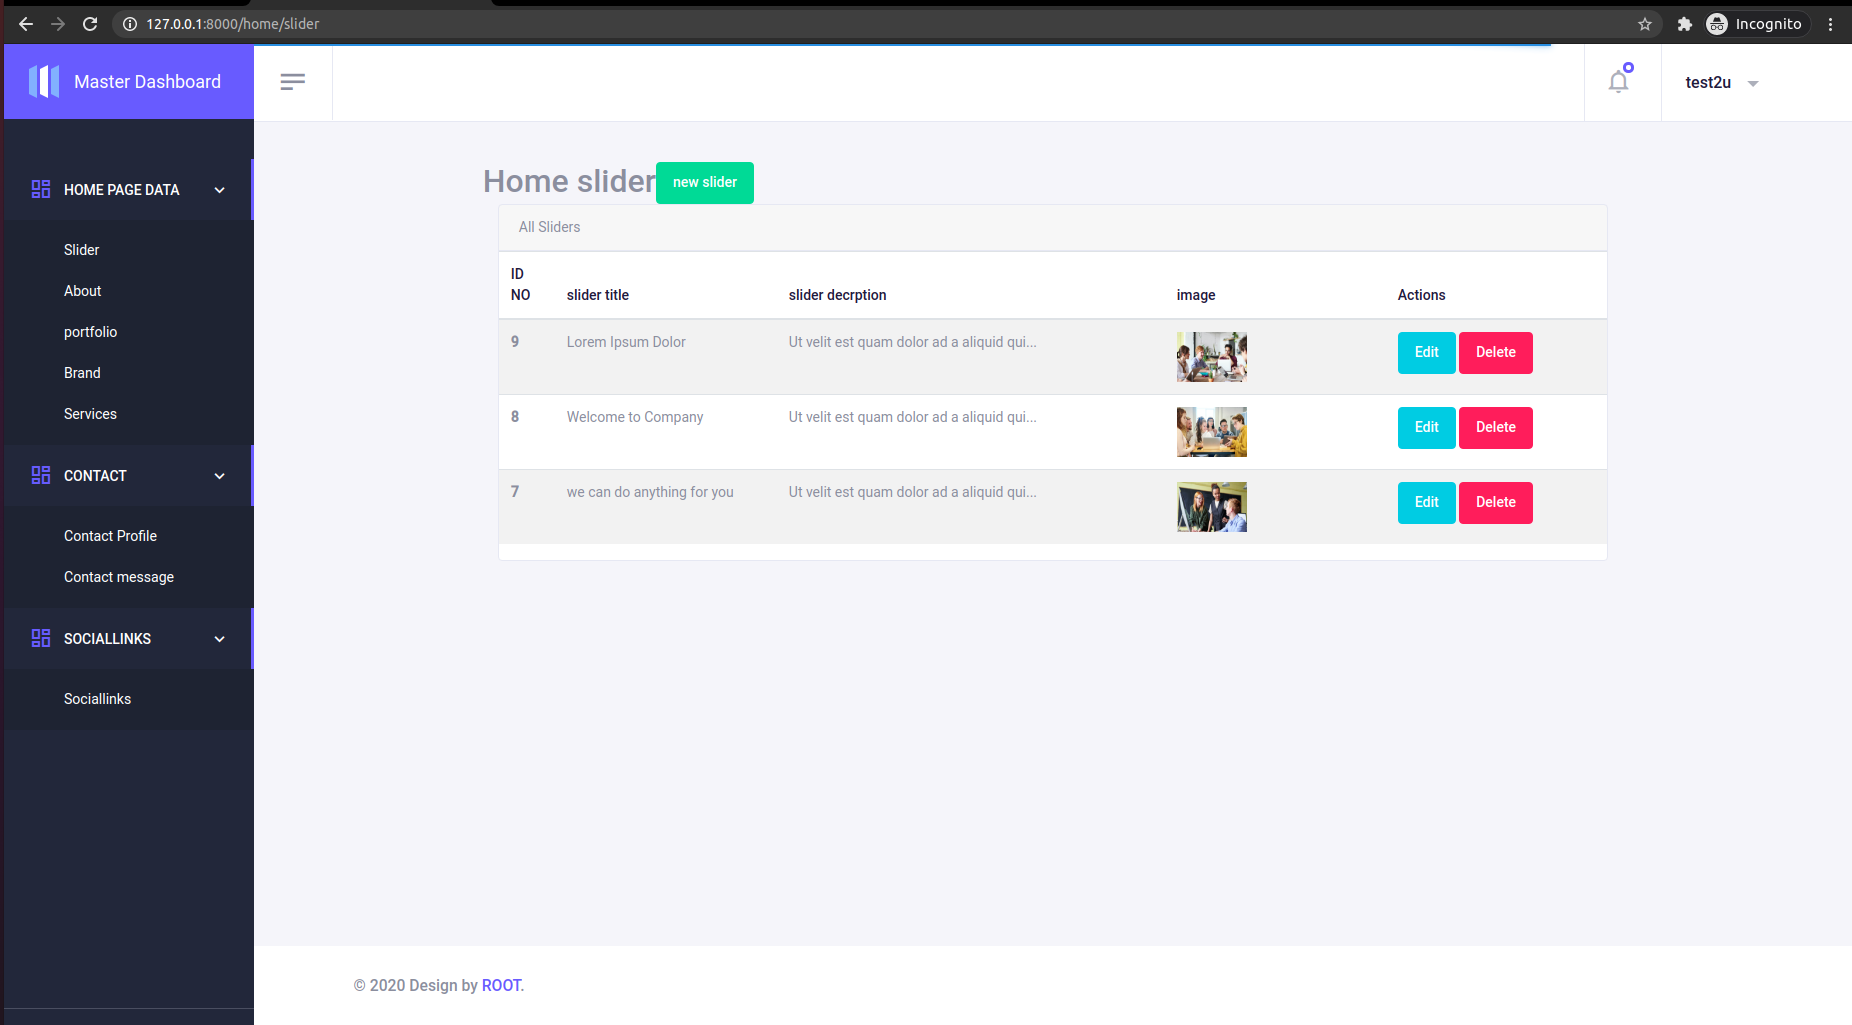 127.0.0.1:8000/home/slider
Incognito
Master Dashboard
test2u
HOME PAGE DATA
Slider
About
portfolio
Brand
Services
CONTACT
Contact Profile
Contact message
SOCIALLINKS
Sociallinks
Home slider new slider
All Sliders
ID NO slider title slider decrption image Actions
9 Lorem Ipsum Dolor Ut velit est quam dolor ad a aliquid qui... Edit Delete
8 Welcome to Company Ut velit est quam dolor ad a aliquid qui... Edit Delete
7 we can do anything for you Ut velit est quam dolor ad a aliquid qui... Edit Delete
© 2020 Design by ROOT.